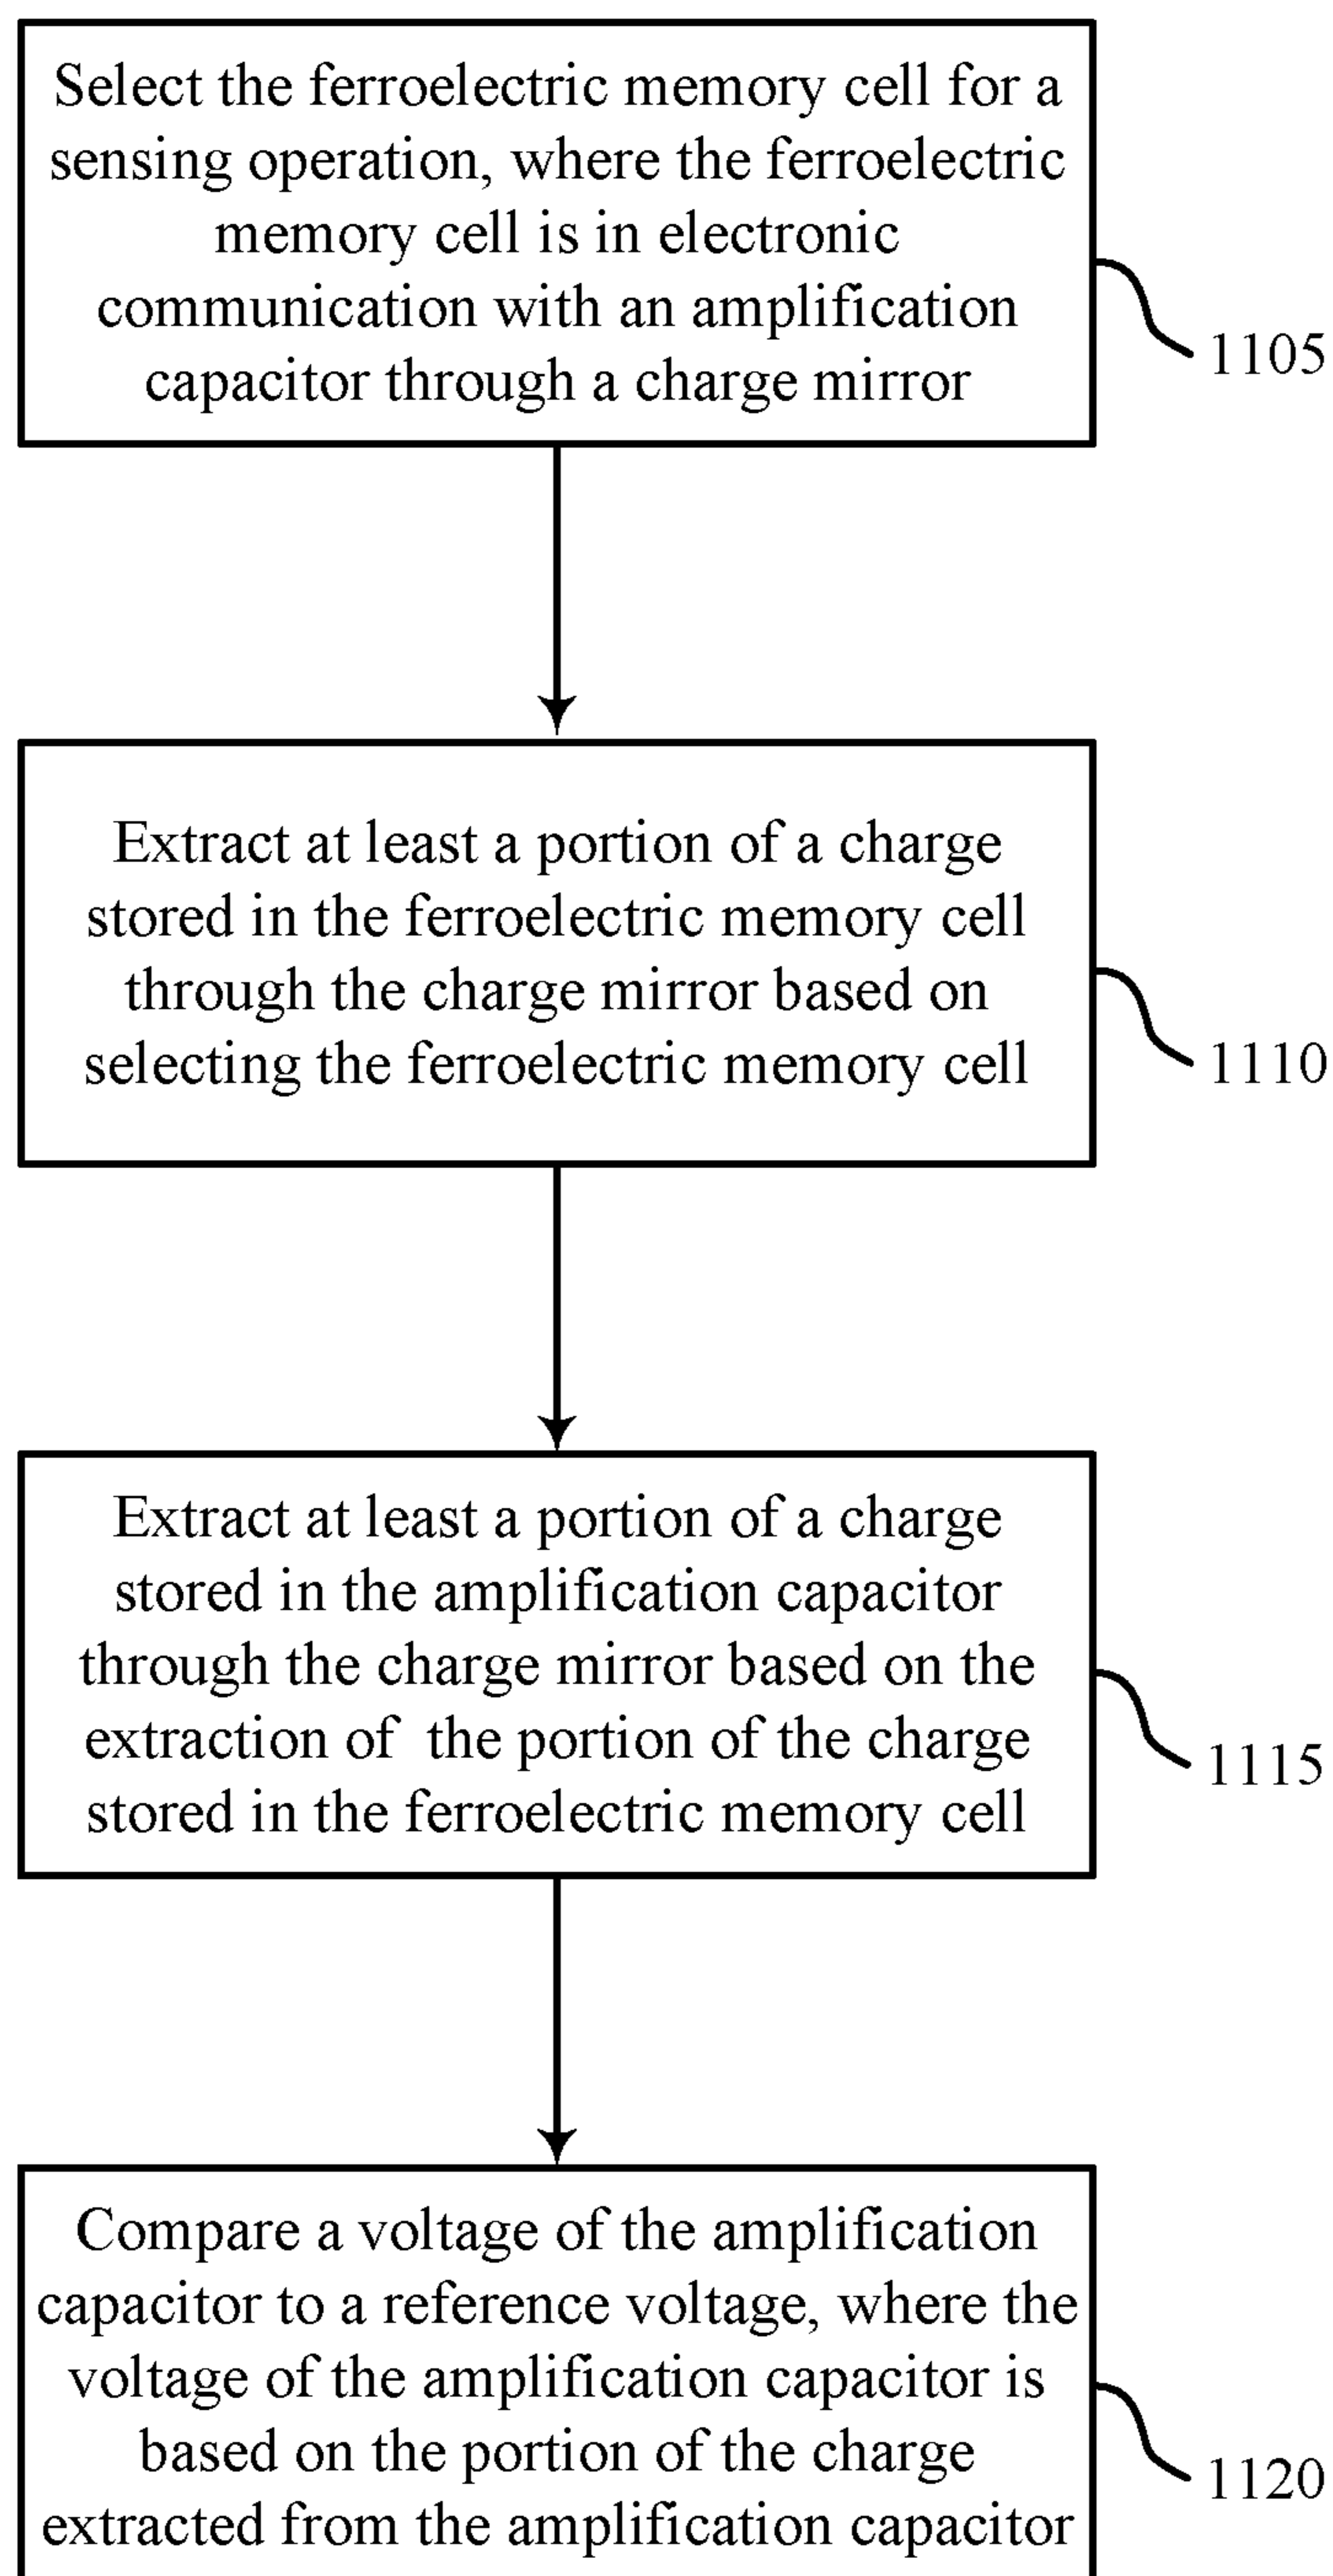 Select the ferroelectric memory cell for a
sensing operation, where the ferroelectric
memory cell is in electronic
communication with an amplification
capacitor through a charge mirror
1105
Extract at least a portion of a charge
stored in the ferroelectric memory cell
through the charge mirror based on
selecting the ferroelectric memory cell
1110
Extract at least a portion of a charge
stored in the amplification capacitor
through the charge mirror based on the
extraction of the portion of the charge
stored in the ferroelectric memory cell
1115
Compare a voltage of the amplification
capacitor to a reference voltage, where the
voltage of the amplification capacitor is
based on the portion of the charge
extracted from the amplification capacitor
1120